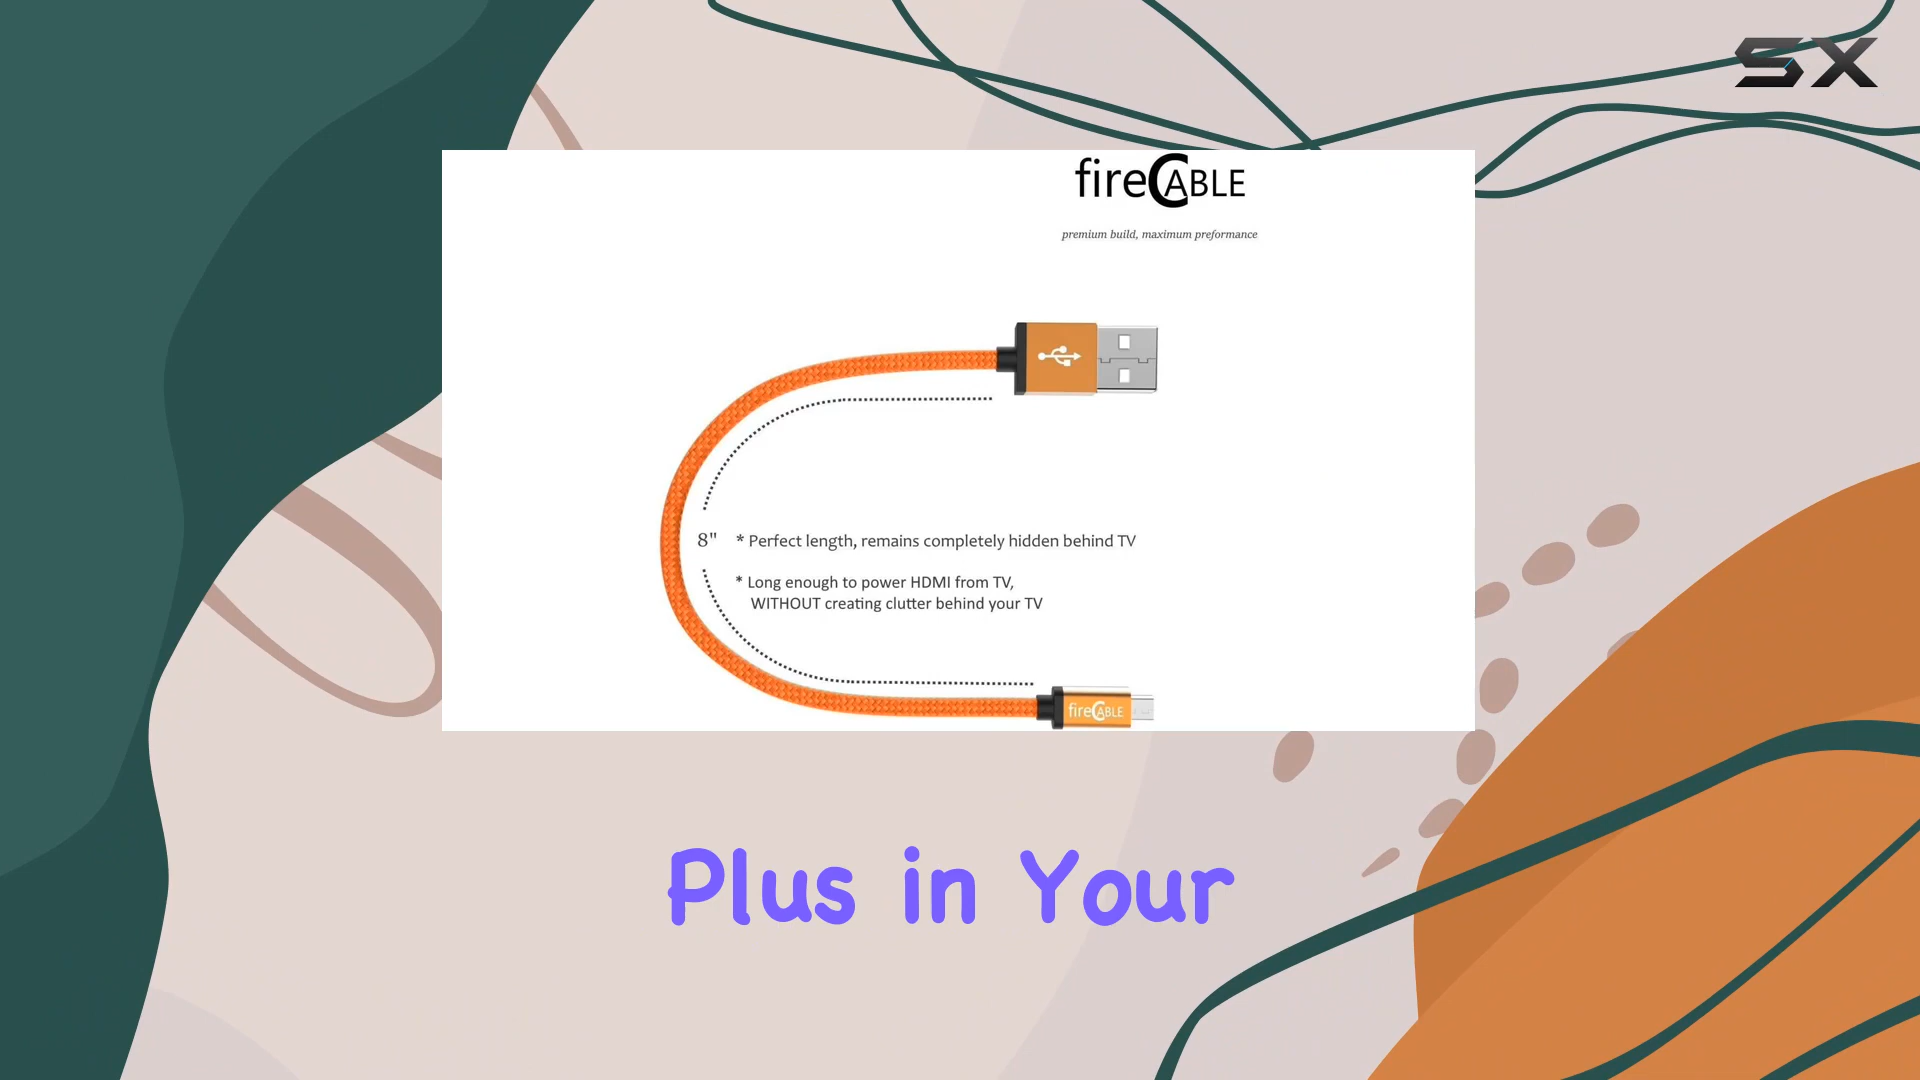 SX
fireCABLE
premium build, maximum preformance
8" * Perfect length, remains completely hidden behind TV
* Long enough to power HDMI from TV,
WITHOUT creating clutter behind your TV
fireCABLE
Plus in Your